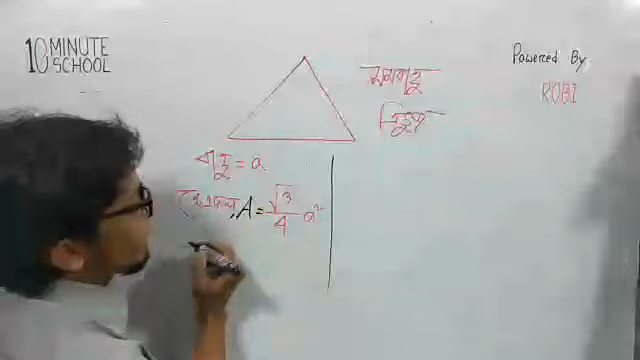 10 MINUTE
SCHOOL
Powered By
ROBI
সমবাহু
ত্রিভুজ
বাহু = a
ক্ষেত্রফল, A = √3/4 a²